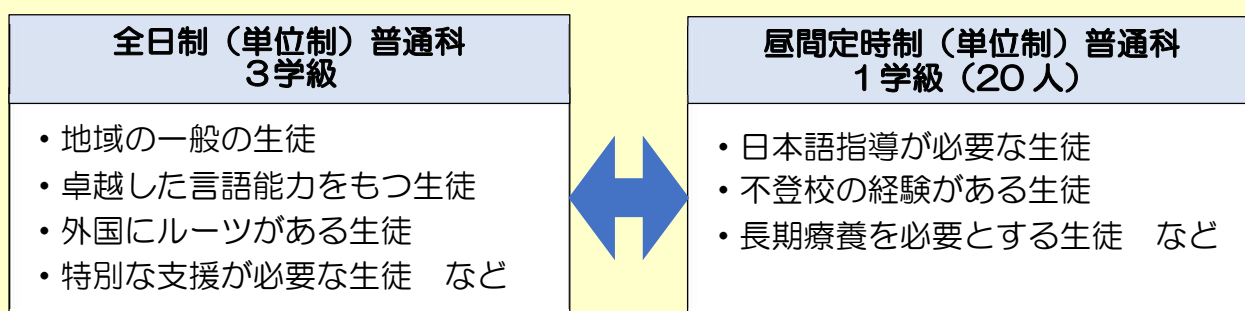 全日制（単位制）普通科
３学級
・地域の一般の生徒
・卓越した言語能力をもつ生徒
・外国にルーツがある生徒
・特別な支援が必要な生徒　など
昼間定時制（単位制）普通科
１学級（20人）
・日本語指導が必要な生徒
・不登校の経験がある生徒
・長期療養を必要とする生徒　など